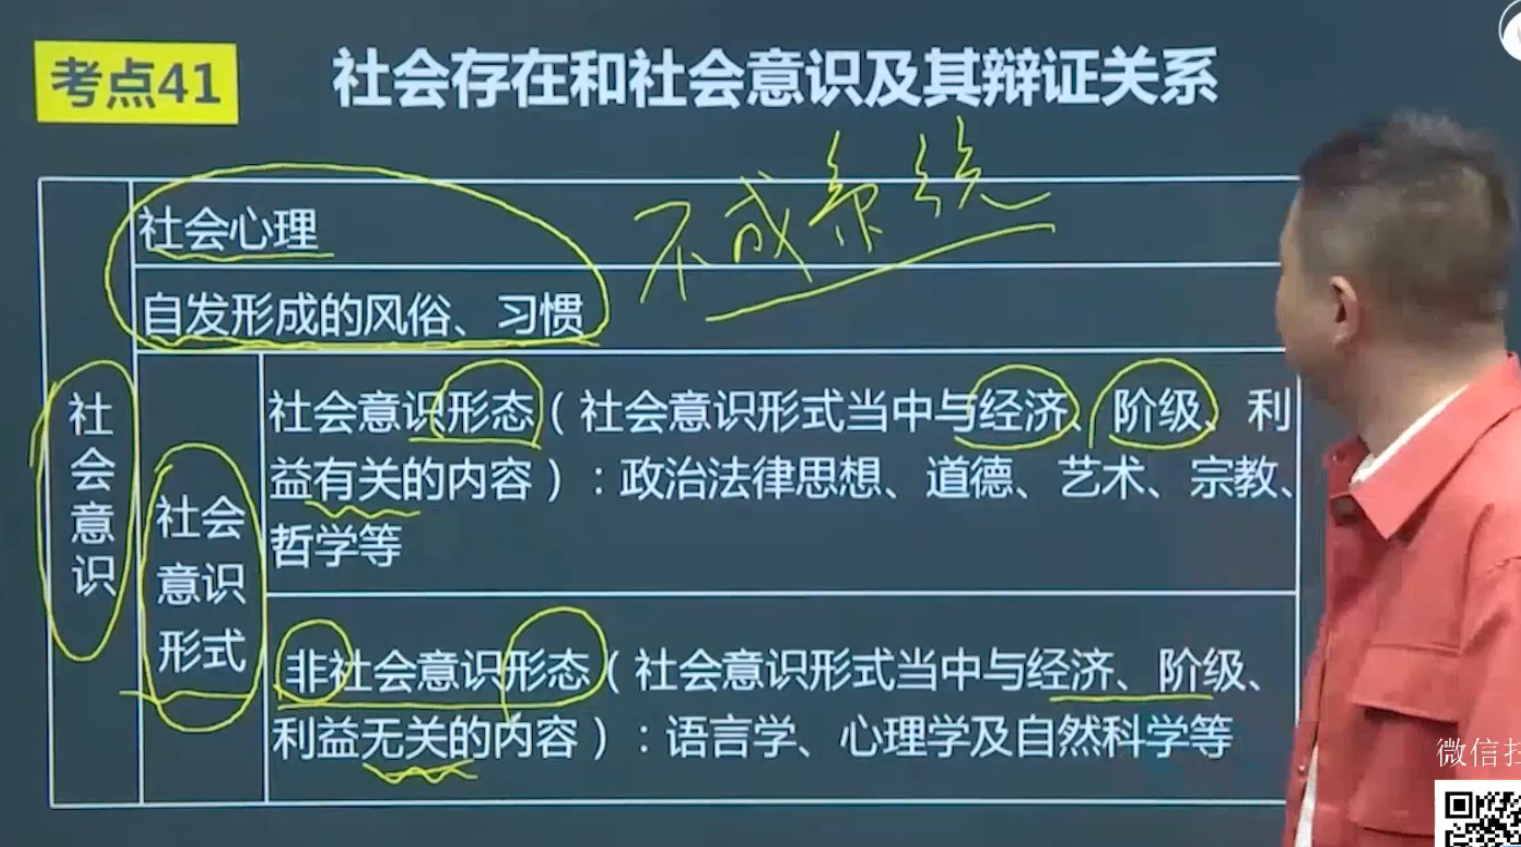 考点41
社会存在和社会意识及其辩证关系
不成系统
社会心理
自发形成的风俗、习惯
社会意识
社会
意识
形式
社会意识形态（社会意识形式当中与经济、阶级、利
益有关的内容）：政治法律思想、道德、艺术、宗教、
哲学等
非社会意识形态（社会意识形式当中与经济、阶级、
利益无关的内容）：语言学、心理学及自然科学等
微信扫